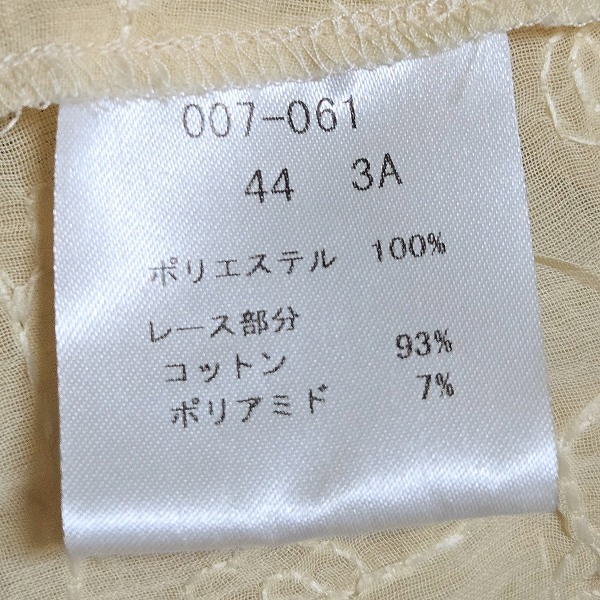 007-061
44 3A
ポリエステル 100%
レース部分
コットン 93%
ポリアミド 7%